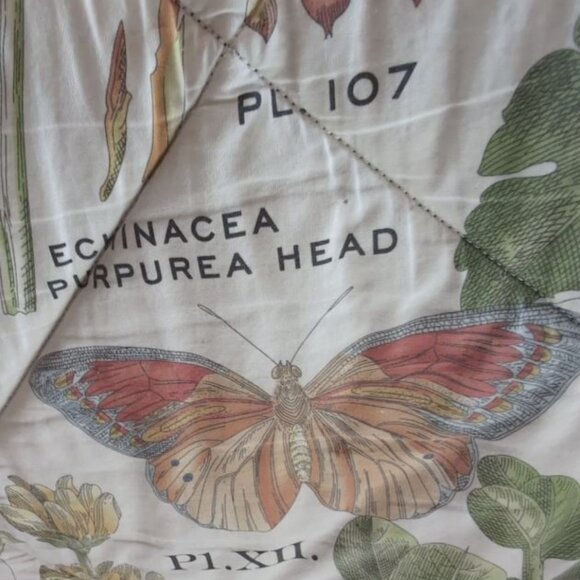 PL. 107
ECHINACEA
PURPUREA HEAD
Pl.XII.